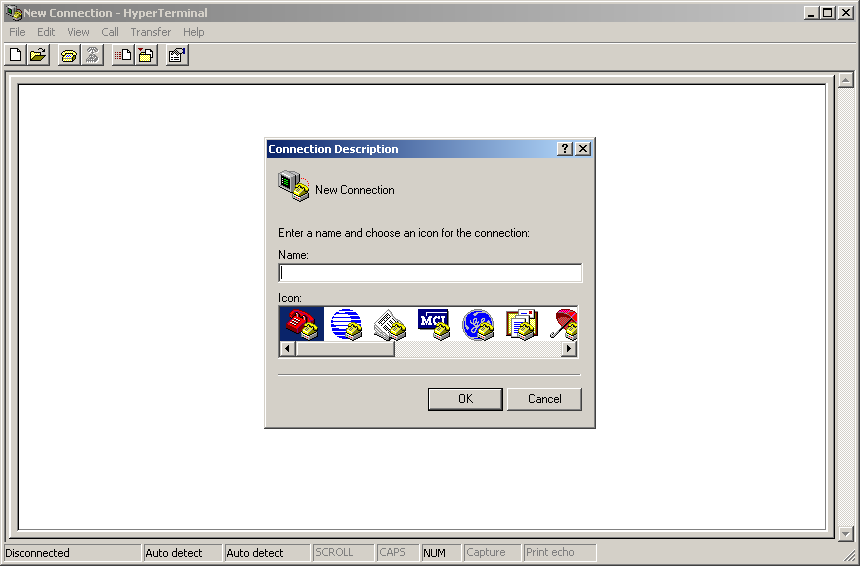 New Connection - HyperTerminal
File Edit View Call Transfer Help
Connection Description
New Connection
Enter a name and choose an icon for the connection:
Name:
Icon:
MCI
OK Cancel
Disconnected Auto detect Auto detect SCROLL CAPS NUM Capture Print echo